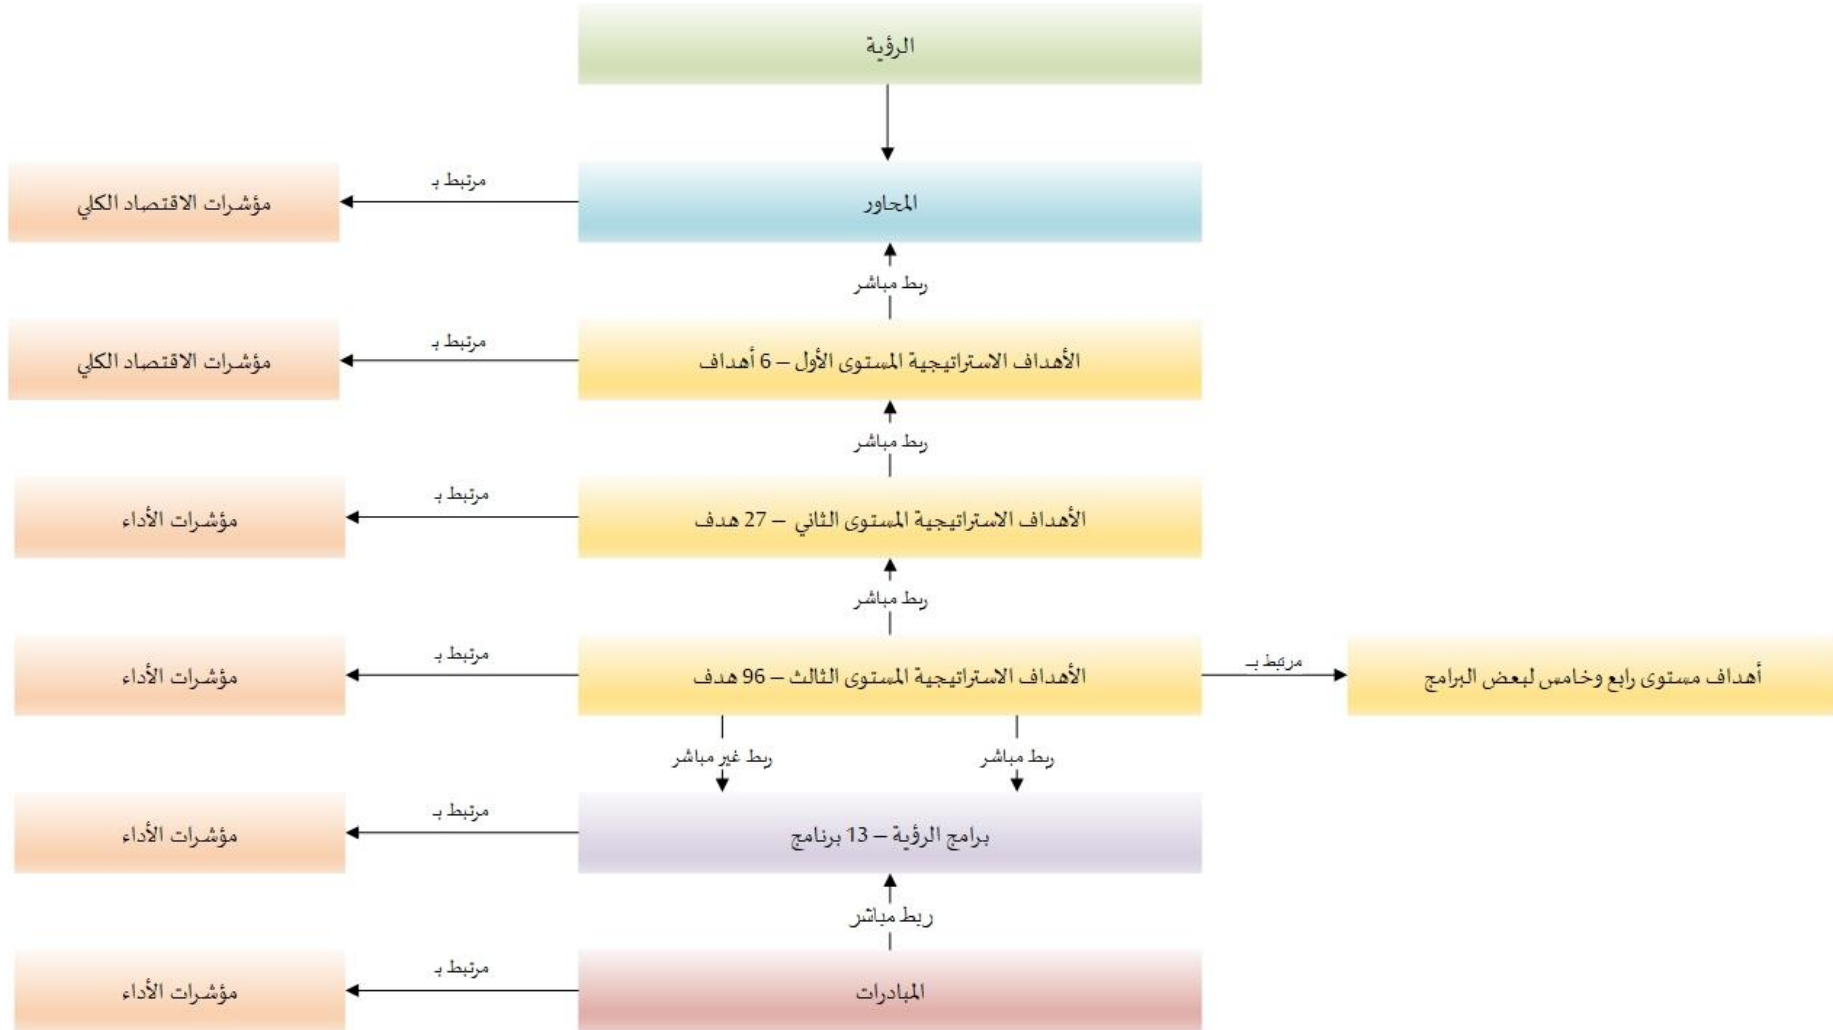 الرؤية
المحاور
مرتبط بـ
مؤشرات الاقتصاد الكلي
ربط مباشر
الأهداف الاستراتيجية المستوى الأول – 6 أهداف
مرتبط بـ
مؤشرات الاقتصاد الكلي
ربط مباشر
الأهداف الاستراتيجية المستوى الثاني – 27 هدف
مرتبط بـ
مؤشرات الأداء
ربط مباشر
أهداف مستوى رابع وخامس لبعض البرامج
مرتبط بـ
الأهداف الاستراتيجية المستوى الثالث – 96 هدف
مرتبط بـ
مؤشرات الأداء
ربط مباشر
ربط غير مباشر
برامج الرؤية – 13 برنامج
مرتبط بـ
مؤشرات الأداء
ربط مباشر
المبادرات
مرتبط بـ
مؤشرات الأداء